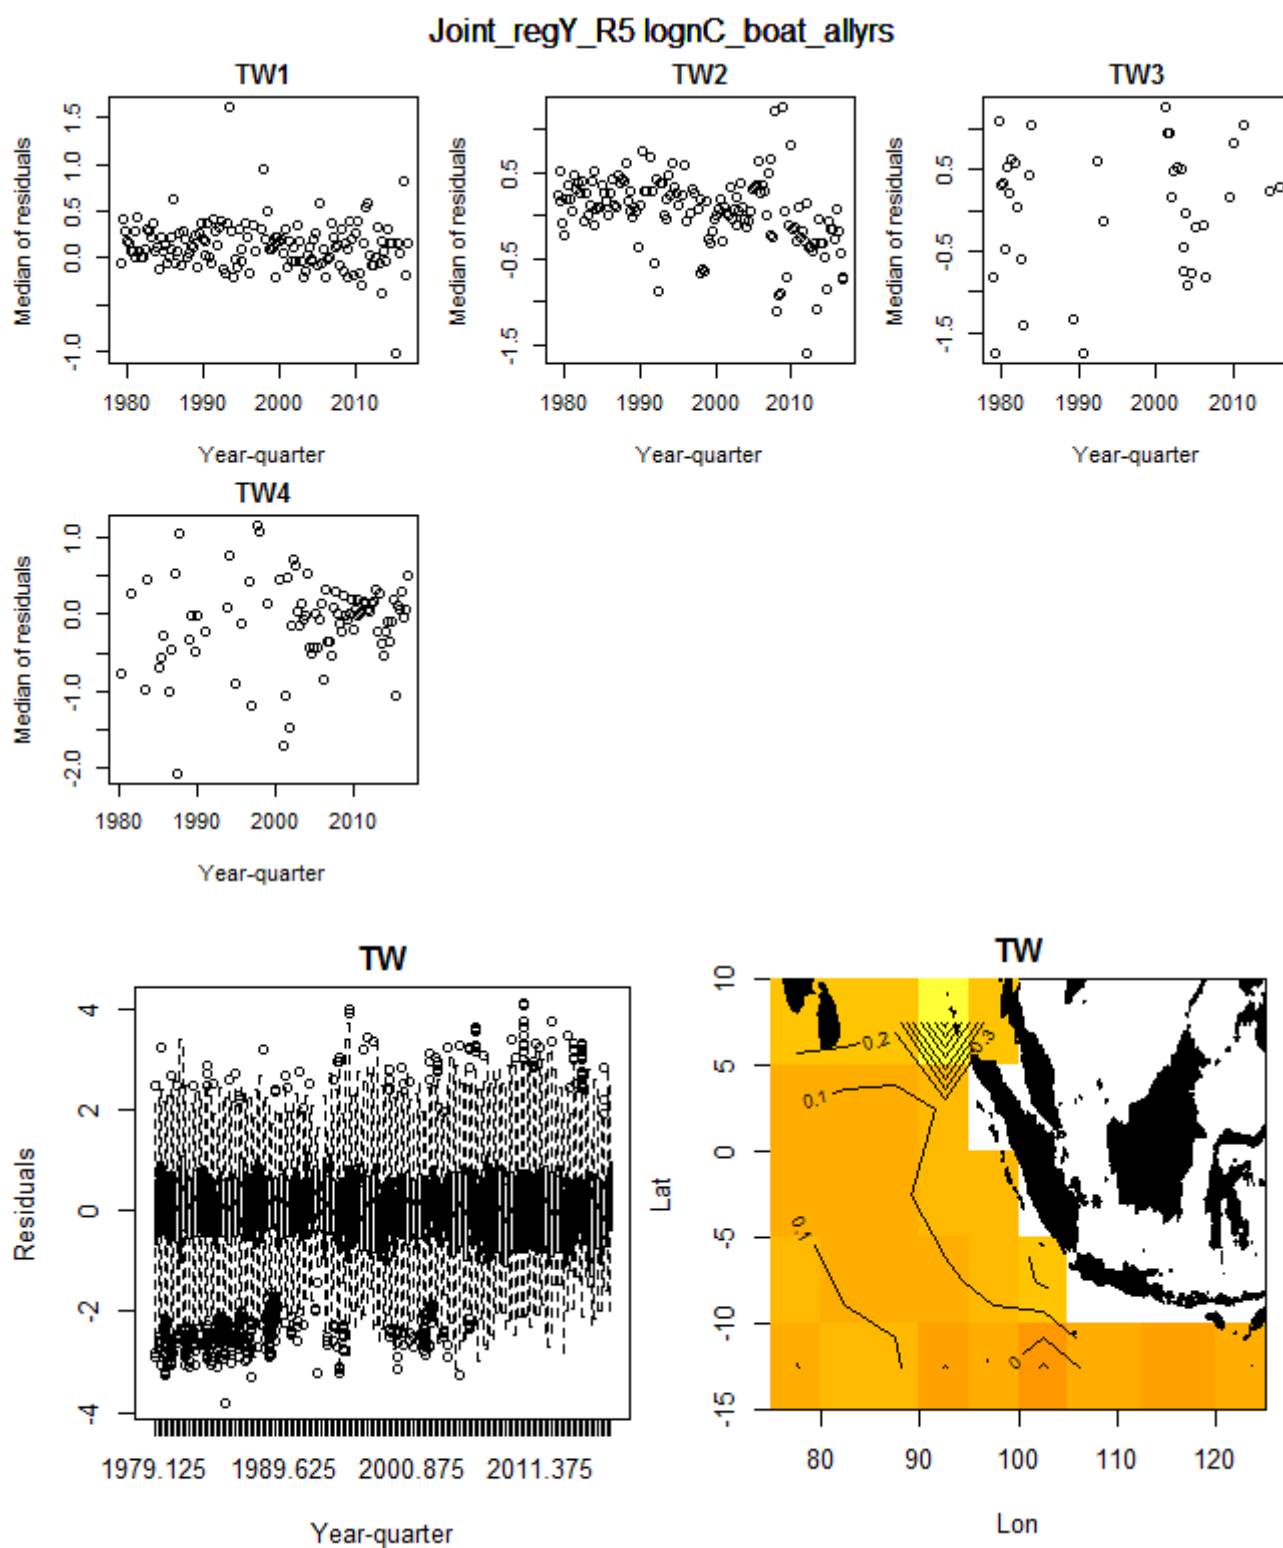 Joint_regY_R5 lognC_boat_allyrs
TW1
TW2
TW3
Median of residuals
-1.0 0.0 0.5 1.0 1.5
1980 1990 2000 2010
Year-quarter
Median of residuals
-1.5 -0.5 0.5
1980 1990 2000 2010
Year-quarter
Median of residuals
-1.5 -0.5 0.5
1980 1990 2000 2010
Year-quarter
TW4
Median of residuals
-2.0 -1.0 0.0 1.0
1980 1990 2000 2010
Year-quarter
TW
Residuals
-4 -2 0 2 4
1979.125 1989.625 2000.875 2011.375
Year-quarter
TW
Lat
-15 -10 -5 0 5 10
0.2
0.3
0.1
0.1
0
80 90 100 110 120
Lon